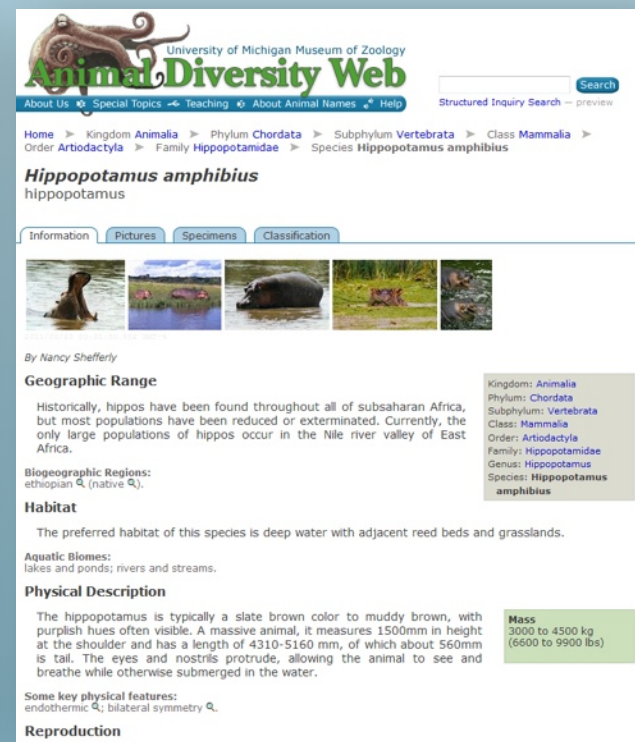 University of Michigan Museum of Zoology
Animal Diversity Web
About Us Special Topics Teaching About Animal Names Help
Search
Structured Inquiry Search — preview
Home Kingdom Animalia Phylum Chordata Subphylum Vertebrata Class Mammalia
Order Artiodactyla Family Hippopotamidae Species Hippopotamus amphibius
Hippopotamus amphibius
hippopotamus
Information Pictures Specimens Classification
By Nancy Shefferly
Geographic Range
Historically, hippos have been found throughout all of subsaharan Africa,
but most populations have been reduced or exterminated. Currently, the
only large populations of hippos occur in the Nile river valley of East
Africa.
Biogeographic Regions:
ethiopian (native ).
Kingdom: Animalia
Phylum: Chordata
Subphylum: Vertebrata
Class: Mammalia
Order: Artiodactyla
Family: Hippopotamidae
Genus: Hippopotamus
Species: Hippopotamus
amphibius
Habitat
The preferred habitat of this species is deep water with adjacent reed beds and grasslands.
Aquatic Biomes:
lakes and ponds; rivers and streams.
Physical Description
The hippopotamus is typically a slate brown color to muddy brown, with
purplish hues often visible. A massive animal, it measures 1500mm in height
at the shoulder and has a length of 4310-5160 mm, of which about 560mm
is tail. The eyes and nostrils protrude, allowing the animal to see and
breathe while otherwise submerged in the water.
Mass
3000 to 4500 kg
(6600 to 9900 lbs)
Some key physical features:
endothermic ; bilateral symmetry .
Reproduction